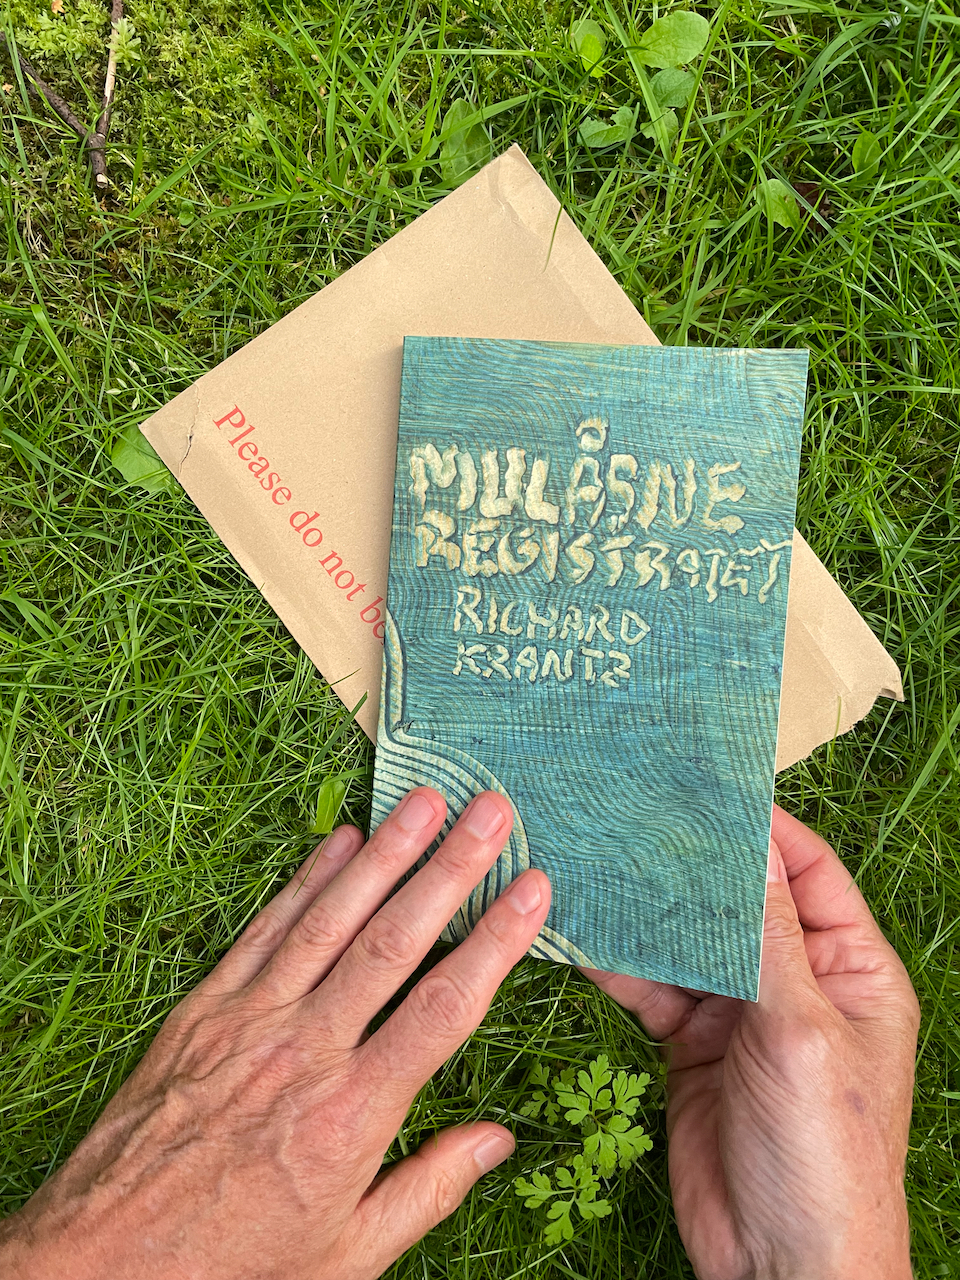 Please do not be
MULÅSNE
REGISTRATET
RICHARD
KRANTZ